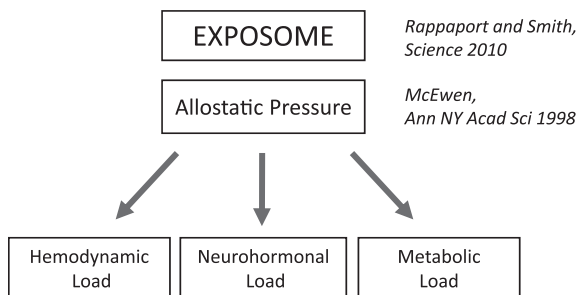 EXPOSOME
Rappaport and Smith,
Science 2010
Allostatic Pressure
McEwen,
Ann NY Acad Sci 1998
Hemodynamic
Load
Neurohormonal
Load
Metabolic
Load